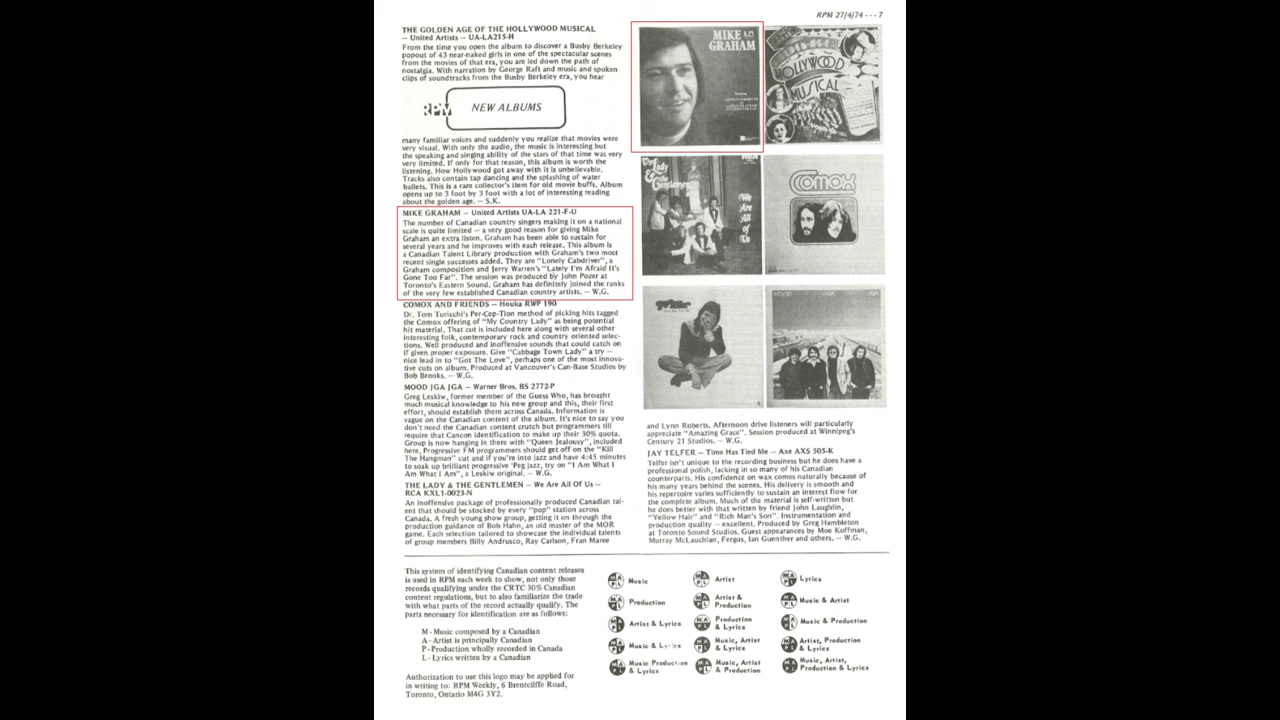 RPM 27/4/74 --- 7
THE GOLDEN AGE OF THE HOLLYWOOD MUSICAL
— United Artists — UA-LA215-H
From the time you open the album to discover a Busby Berkeley
popout of 43 near-naked girls in one of the spectacular scenes
from the movies of that era, you are led down the path of
nostalgia. With narration by George Raft and music and spoken
clips of soundtracks from the Busby Berkeley era, you hear
RPM NEW ALBUMS
many familiar voices and suddenly you realize that movies were
very visual. With only the audio, the music is interesting but
the speaking and singing ability of the stars of that time was very
very limited. If only for that reason, this album is worth the
listening. How Hollywood got away with it is unbelievable.
Tracks also contain tap dancing and the splashing of water
ballets. This is a rare collector's item for old movie buffs. Album
opens up to 3 foot by 3 foot with a lot of interesting reading
about the golden age. — S.K.
MIKE GRAHAM — United Artists UA-LA 221-F-U
The number of Canadian country singers making it on a national
scale is quite limited — a very good reason for giving Mike
Graham an extra listen. Graham has been able to sustain for
several years and he improves with each release. This album is
a Canadian Talent Library production with Graham's two most
recent single successes added. They are "Lonely Cabdriver", a
Graham composition and Jerry Warren's "Lately I'm Afraid It's
Gone Too Far". The session was produced by John Pozer at
Toronto's Eastern Sound. Graham has definitely joined the ranks
of the very few established Canadian country artists. — W.G.
COMOX AND FRIENDS — Houka RWP 190
Dr. Tom Turicchi's Per-Cep-Tion method of picking hits tagged
the Comox offering of "My Country Lady" as being potential
hit material. That cut is included here along with several other
interesting folk, contemporary rock and country oriented selec-
tions. Well produced and inoffensive sounds that could catch on
if given proper exposure. Give "Cabbage Town Lady" a try —
nice lead in to "Got The Love", perhaps one of the most innova-
tive cuts on album. Produced at Vancouver's Can-Base Studios by
Bob Brooks. — W.G.
MOOD JGA JGA — Warner Bros. BS 2772-P
Greg Leskiw, former member of the Guess Who, has brought
much musical knowledge to his new group and this, their first
effort, should establish them across Canada. Information is
vague on the Canadian content of the album. It's nice to say you
don't need the Canadian content crutch but programmers till
require that Cancon identification to make up their 30% quota.
Group is now hanging in there with "Queen Jealousy", included
here. Progressive FM programmers should get off on the "Kill
The Hangman" cut and if you're into jazz and have 4:45 minutes
to soak up brilliant progressive 'Peg jazz, try on "I Am What I
Am What I Am", a Leskiw original. — W.G.
THE LADY & THE GENTLEMEN — We Are All Of Us —
RCA KXL1-0023-N
An inoffensive package of professionally produced Canadian tal-
ent that should be stocked by every "pop" station across
Canada. A fresh young show group, getting it on through the
production guidance of Bob Hahn, an old master of the MOR
game. Each selection tailored to showcase the individual talents
of group members Billy Andrusco, Ray Carlson, Fran Maree
MIKE
GRAHAM
HOLLYWOOD
MUSICAL
The Lady
& The
Gentlemen
We
Are All
of
Us
COMOX
MOOD JGA JGA
and Lynn Roberts. Afternoon drive listeners will particularly
appreciate "Amazing Grace". Session produced at Winnipeg's
Century 21 Studios. — W.G.
JAY TELFER — Time Has Tied Me — Axe AXS 505-K
Telfer isn't unique to the recording business but he does have a
professional polish, lacking in so many of his Canadian
counterparts. His confidence on wax comes naturally because of
his many years behind the scenes. His delivery is smooth and
his repertoire varies sufficiently to sustain an interest flow for
the complete album. Much of the material is self-written but
he does better with that written by friend John Laughlin,
"Yellow Hair" and "Rich Man's Son". Instrumentation and
production quality — excellent. Produced by Greg Hambleton
at Toronto Sound Studios. Guest appearances by Moe Koffman,
Murray McLauchlan, Fergus, Ian Guenther and others. — W.G.
This system of identifying Canadian content releases
is used in RPM each week to show, not only those
records qualifying under the CRTC 30% Canadian
content regulations, but to also familiarize the trade
with what parts of the record actually qualify. The
parts necessary for identification are as follows:
M - Music composed by a Canadian
A - Artist is principally Canadian
P - Production wholly recorded in Canada
L - Lyrics written by a Canadian
Authorization to use this logo may be applied for
in writing to: RPM Weekly, 6 Brentcliffe Road,
Toronto, Ontario M4G 3Y2.
Music
Production
Artist & Lyrics
Music & Lyrics
Music Production
& Lyrics
Artist
Artist &
Production
Production
& Lyrics
Music, Artist
& Lyrics
Music, Artist
& Production
Lyrics
Music & Artist
Music & Production
Artist, Production
& Lyrics
Music, Artist,
Production & Lyrics